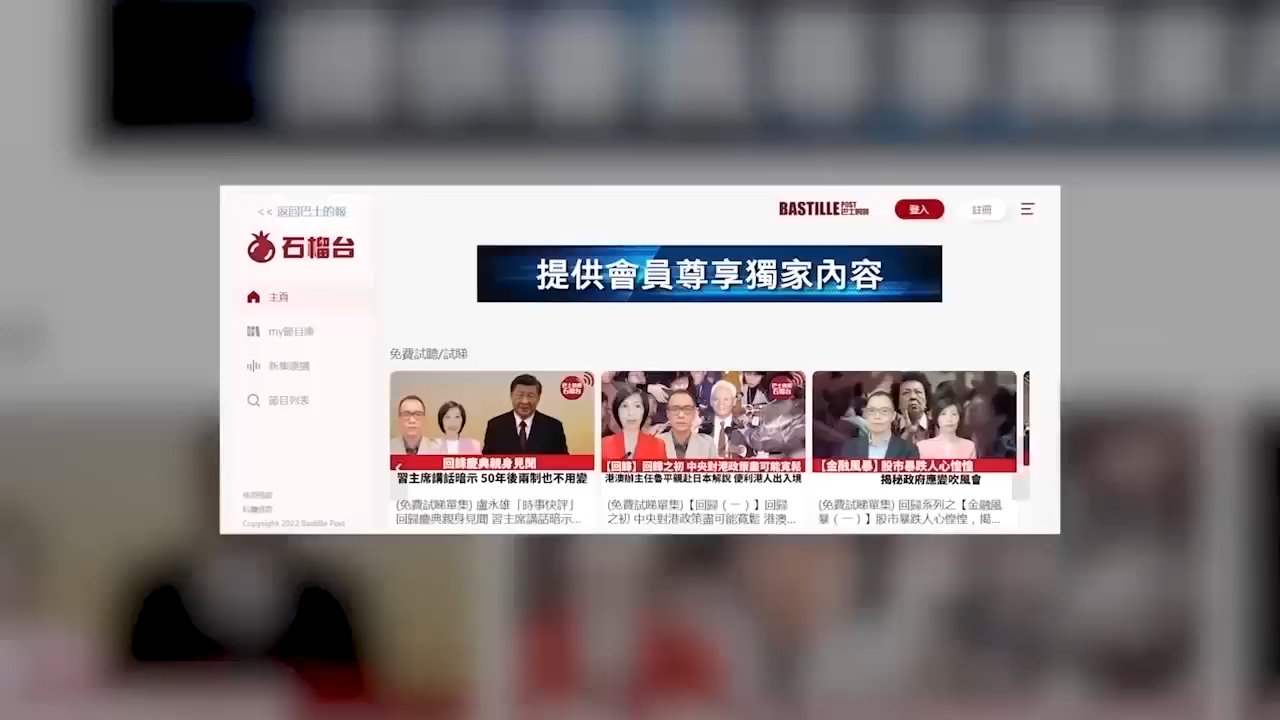 << 返回巴士的報
石榴台
主頁
my節目庫
節目列表
Copyright 2022 Bastille Post
BASTILLE POST 巴士的報
登入
註冊
提供會員尊享獨家內容
免費試聽/試睇
回歸慶典親身見聞
習主席講話暗示 50年後兩制也不用變
(免費試睇單集) 盧永雄「時事快評」
回歸慶典親身見聞 習主席講話暗示...
【回歸】回歸之初 中央對港政策盡可能寬鬆
港澳辦主任魯平親赴日本解說 便利港人出入境
(免費試睇單集)【回歸（一）】回歸
之初 中央對港政策盡可能寬鬆 港澳...
【金融風暴】股市暴跌人心惶惶
揭秘政府應變吹風會
(免費試睇單集) 回歸系列之【金融風
暴（一）】股市暴跌人心惶惶，揭...